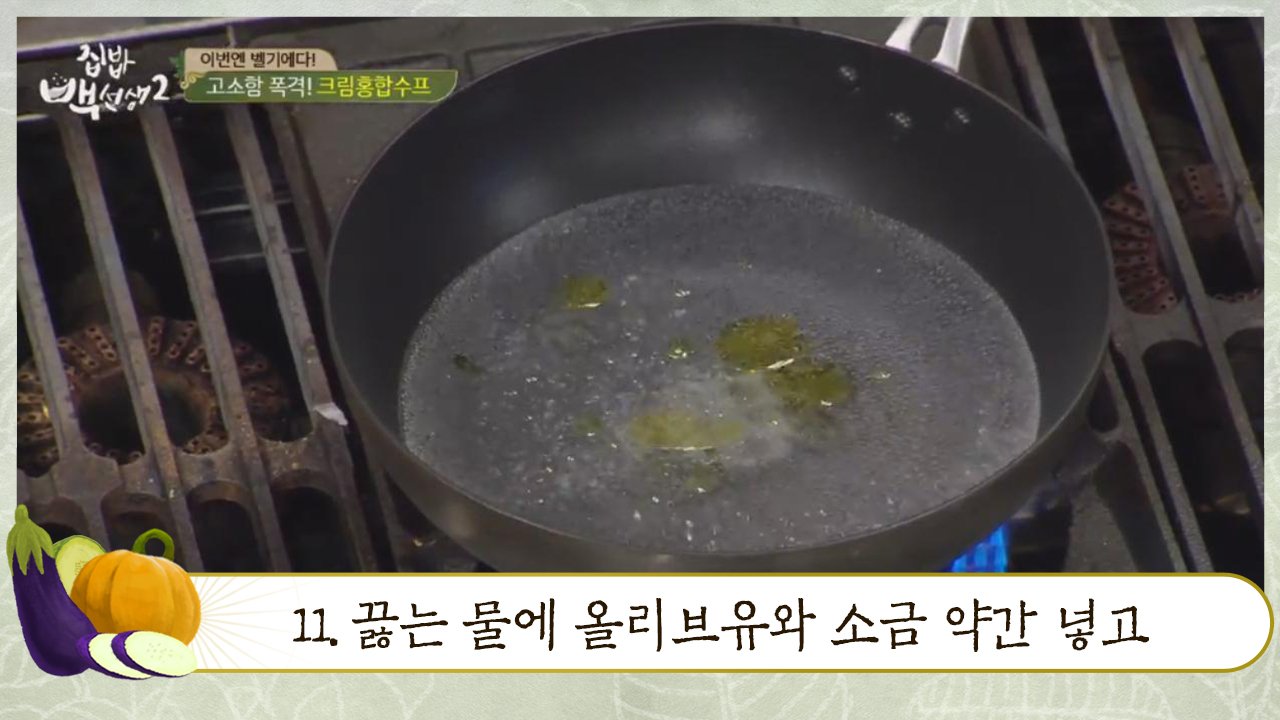 집밥
백선생2
이번엔 벨기에다!
고소함 폭격! 크림홍합수프
11. 끓는 물에 올리브유와 소금 약간 넣고